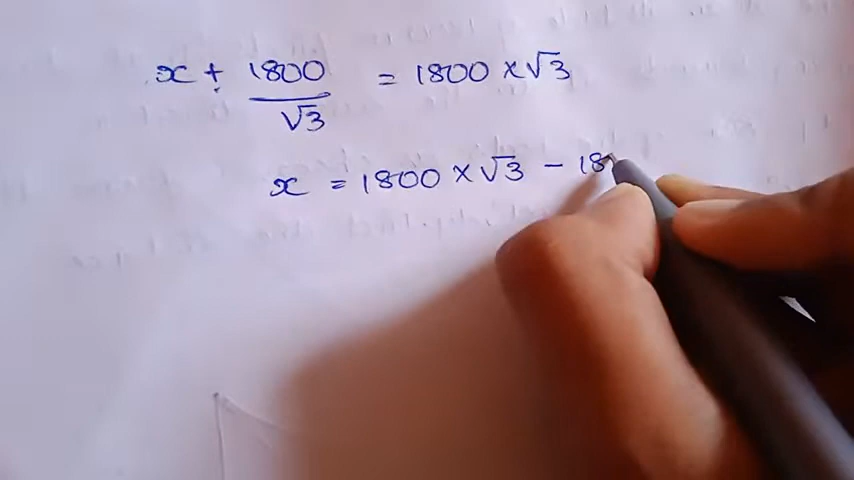 x + 1800/√3 = 1800 × √3
x = 1800 × √3 - 18